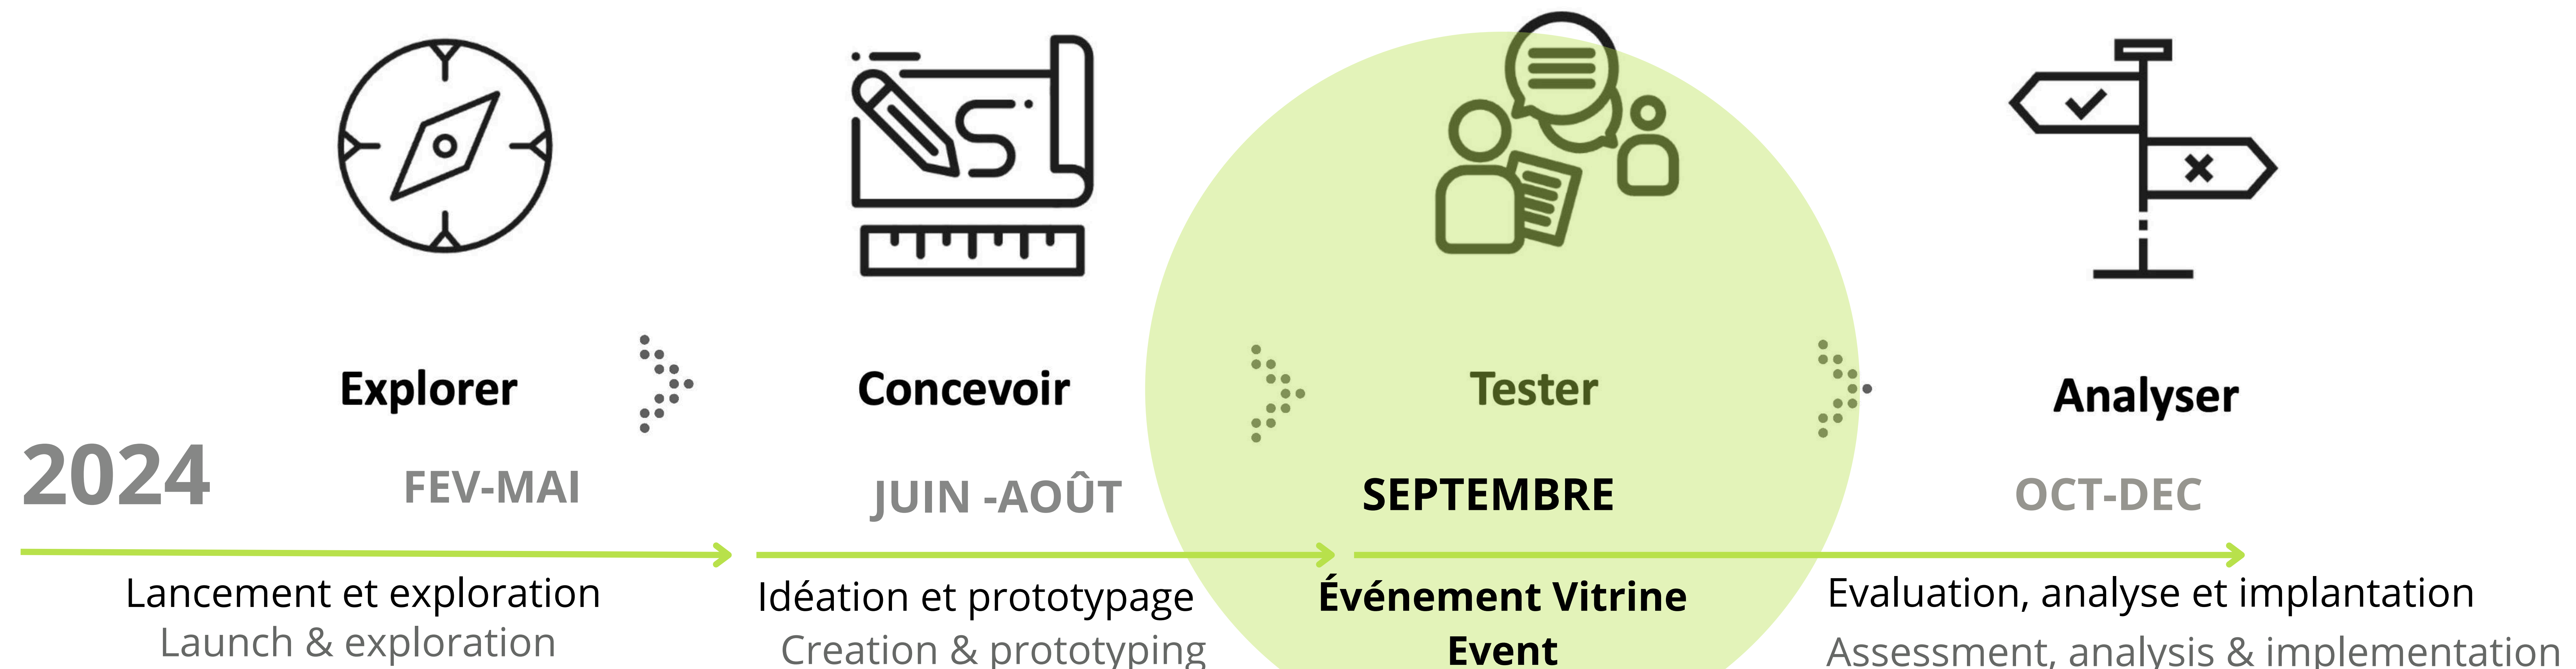 Explorer
Concevoir
Tester
Analyser
2024
FEV-MAI
JUIN -AOÛT
SEPTEMBRE
OCT-DEC
Lancement et exploration
Launch & exploration
Idéation et prototypage
Creation & prototyping
Événement Vitrine
Event
Evaluation, analyse et implantation
Assessment, analysis & implementation